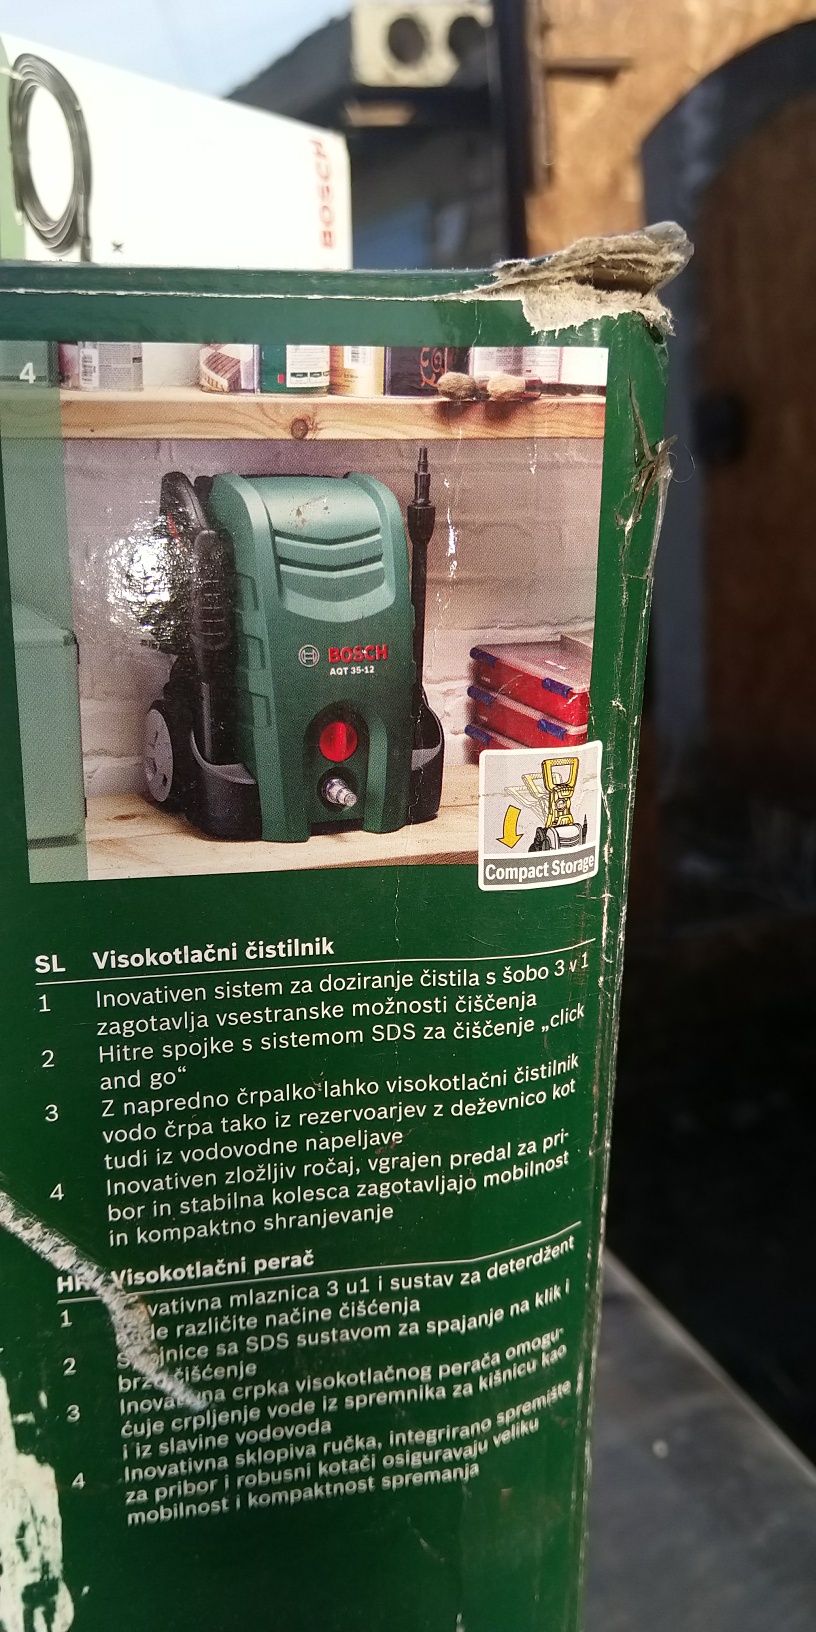 BOSCH
4
BOSCH
AQT 35-12
Compact Storage
SL Visokotlačni čistilnik
1 Inovativen sistem za doziranje čistila s šobo 3 v 1
zagotavlja vsestranske možnosti čiščenja
2 Hitre spojke s sistemom SDS za čiščenje „click
and go“
3 Z napredno črpalko lahko visokotlačni čistilnik
vodo črpa tako iz rezervoarjev z deževnico kot
tudi iz vodovodne napeljave
4 Inovativen zložljiv ročaj, vgrajen predal za pri-
bor in stabilna kolesca zagotavljajo mobilnost
in kompaktno shranjevanje
HR Visokotlačni perač
1 mlaznica 3 u1 i sustav za deterdžent
različite načine čišćenja
2 sa SDS sustavom za spajanje na klik i
čišćenje
3 crpka visokotlačnog perača omogu-
ćuje crpljenje vode iz spremnika za kišnicu kao
i iz slavine vodovoda
4 Inovativna sklopiva ručka, integrirano spremište
za pribor i robusni kotači osiguravaju veliku
mobilnost i kompaktnost spremanja